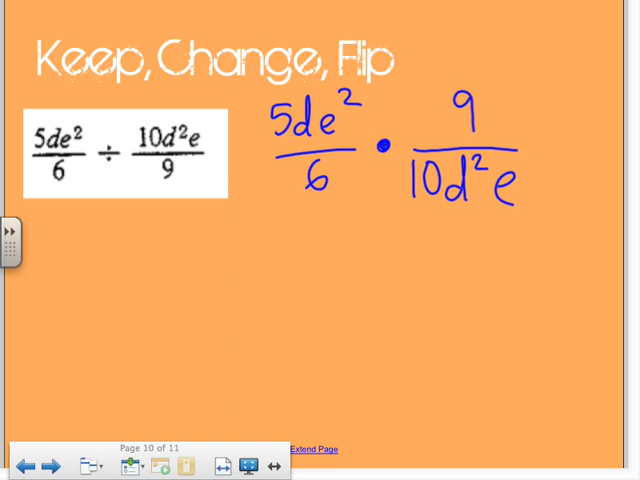 Keep, Change, Flip
5de² / 6 ÷ 10d²e / 9
5de² / 6 • 9 / 10d²e
Page 10 of 11
Extend Page